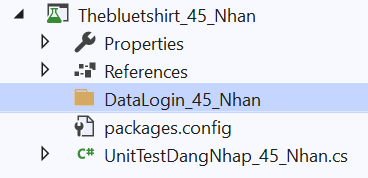 Thebluetshirt_45_Nhan
Properties
References
DataLogin_45_Nhan
packages.config
C# UnitTestDangNhap_45_Nhan.cs